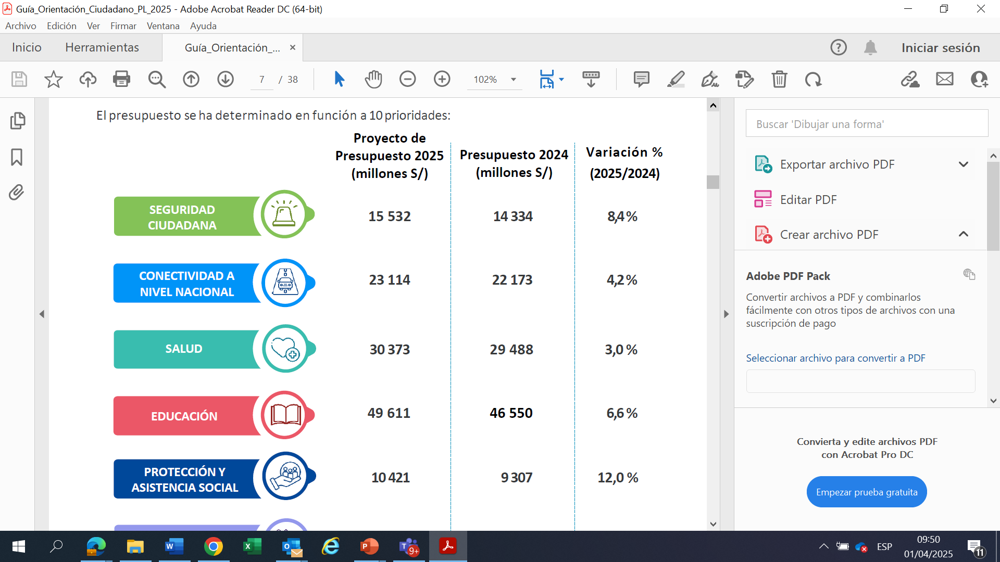 Guía_Orientación_Ciudadano_PL_2025 - Adobe Acrobat Reader DC (64-bit)
Archivo Edición Ver Firmar Ventana Ayuda
Inicio Herramientas Guía_Orientación_... × Iniciar sesión
7 / 38 102%
El presupuesto se ha determinado en función a 10 prioridades:
Proyecto de
Presupuesto 2025
(millones S/)
Presupuesto 2024
(millones S/)
Variación %
(2025/2024)
SEGURIDAD
CIUDADANA
15 532 14 334 8,4 %
CONECTIVIDAD A
NIVEL NACIONAL
23 114 22 173 4,2 %
SALUD
30 373 29 488 3,0 %
EDUCACIÓN
49 611 46 550 6,6 %
PROTECCIÓN Y
ASISTENCIA SOCIAL
10 421 9 307 12,0 %
Buscar 'Dibujar una forma'
Exportar archivo PDF
Editar PDF
Crear archivo PDF
Adobe PDF Pack
Convertir archivos a PDF y combinarlos
fácilmente con otros tipos de archivos con una
suscripción de pago
Seleccionar archivo para convertir a PDF
Convierta y edite archivos PDF
con Acrobat Pro DC
Empezar prueba gratuita
9+
ESP
09:50
01/04/2025
11